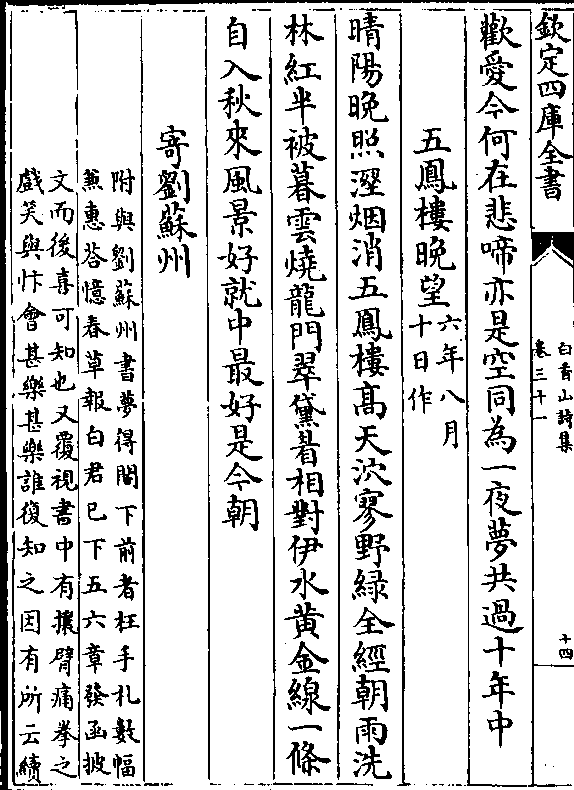 欽定四庫全書
白香山詩集
卷三十一
十四
歡愛今何在悲啼亦是空同為一夜夢共過十年中
五鳳樓晚望六年八月
十日作
晴陽晚照溼烟消五鳳樓髙天泬寥野緑全經朝雨洗
林紅半被暮雲燒龍門翠黛眉相對伊水黄金線一條
自入秋來風景好就中最好是今朝
寄劉蘇州
附與劉蘇州書夢得閣下前者枉手札數幅
兼惠荅憶春草報白君已下五六章發函披
文而後喜可知也又覆視書中有攘臂痛拳之
戲笑與忭會甚樂甚樂誰復知之因有所云續